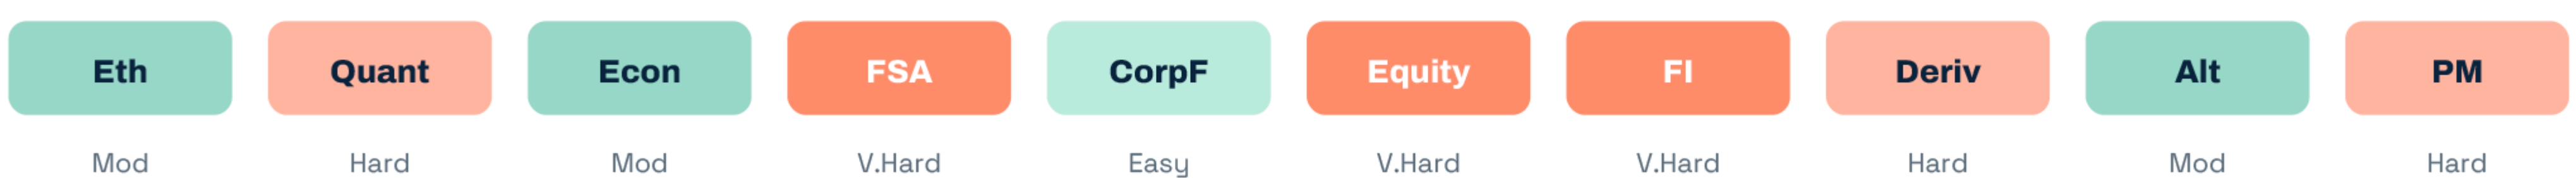 Eth Quant Econ FSA CorpF Equity FI Deriv Alt PM
Mod Hard Mod V.Hard Easy V.Hard V.Hard Hard Mod Hard